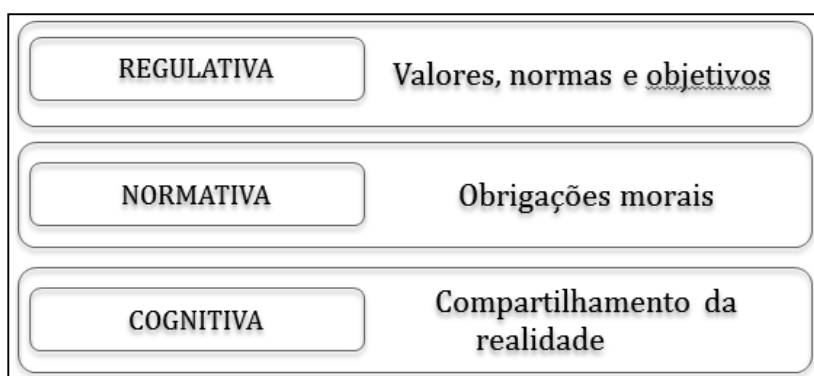 REGULATIVA
Valores, normas e objetivos
NORMATIVA
Obrigações morais
COGNITIVA
Compartilhamento da
realidade